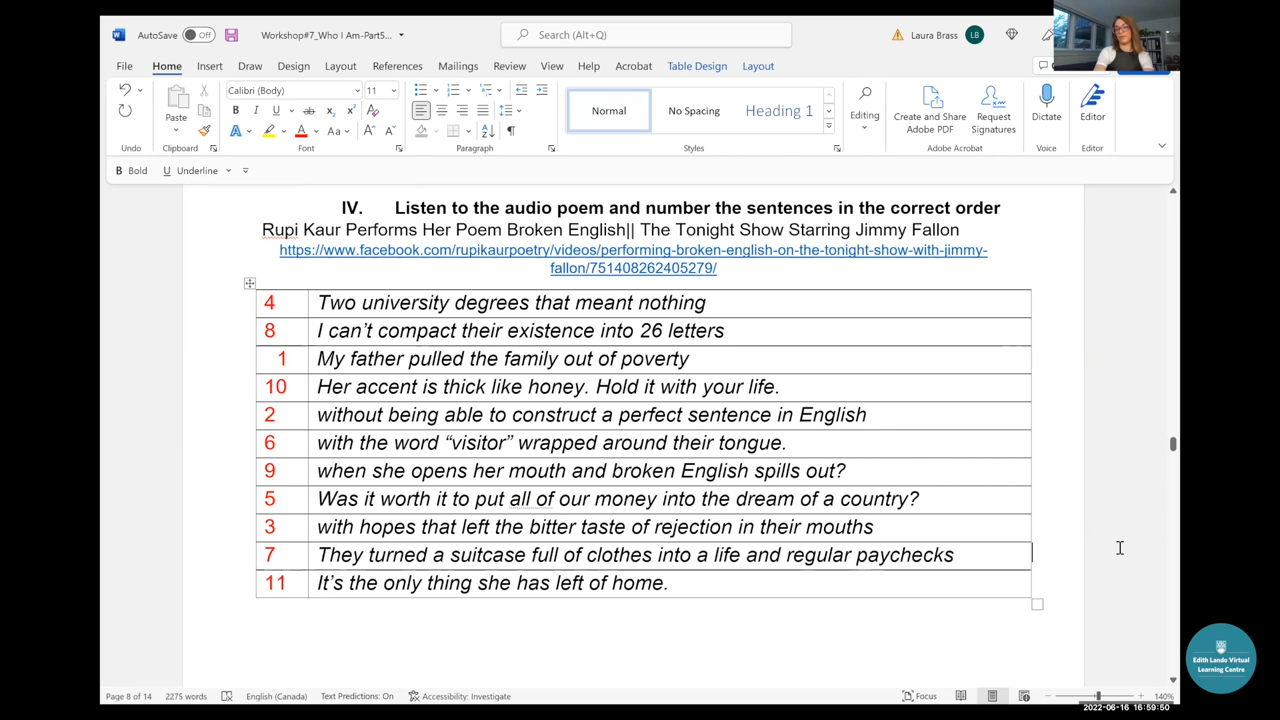 AutoSave Off Workshop#7_Who I Am-Part5... Search (Alt+Q) Laura Brass LB
File Home Insert Draw Design Layout References Mailings Review View Help Acrobat Table Design Layout
Calibri (Body) 11
Paste
Normal No Spacing Heading 1
Editing
Create and Share Adobe PDF
Request Signatures
Dictate
Editor
Undo Clipboard Font Paragraph Styles Adobe Acrobat Voice Editor
B Bold U Underline
IV. Listen to the audio poem and number the sentences in the correct order
Rupi Kaur Performs Her Poem Broken English|| The Tonight Show Starring Jimmy Fallon
https://www.facebook.com/rupikaurpoetry/videos/performing-broken-english-on-the-tonight-show-with-jimmy-
fallon/751408262405279/
4 Two university degrees that meant nothing
8 I can't compact their existence into 26 letters
1 My father pulled the family out of poverty
10 Her accent is thick like honey. Hold it with your life.
2 without being able to construct a perfect sentence in English
6 with the word “visitor” wrapped around their tongue.
9 when she opens her mouth and broken English spills out?
5 Was it worth it to put all of our money into the dream of a country?
3 with hopes that left the bitter taste of rejection in their mouths
7 They turned a suitcase full of clothes into a life and regular paychecks
11 It's the only thing she has left of home.
UBC
Edith Lando Virtual
Learning Centre
Page 8 of 14 2275 words English (Canada) Text Predictions: On Accessibility: Investigate Focus 140%
2022-06-16 16:59:50